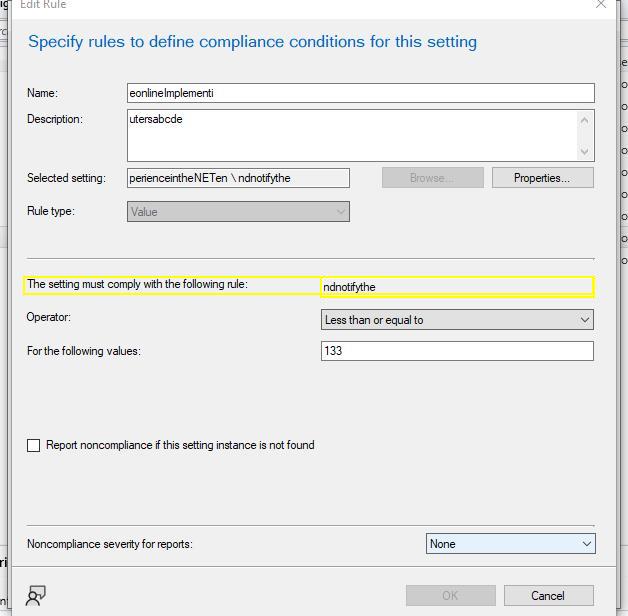 Edit Rule
Specify rules to define compliance conditions for this setting
Name: eonlineImplementi
Description: utersabcde
Selected setting: perienceintheNETen \ ndnotifythe Browse... Properties...
Rule type: Value
The setting must comply with the following rule: ndnotifythe
Operator: Less than or equal to
For the following values: 133
Report noncompliance if this setting instance is not found
Noncompliance severity for reports: None
OK Cancel